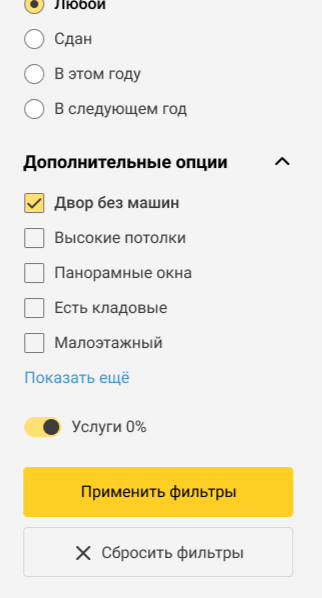 Любой
Сдан
В этом году
В следующем год
Дополнительные опции
Двор без машин
Высокие потолки
Панорамные окна
Есть кладовые
Малоэтажный
Показать ещё
Услуги 0%
Применить фильтры
Сбросить фильтры